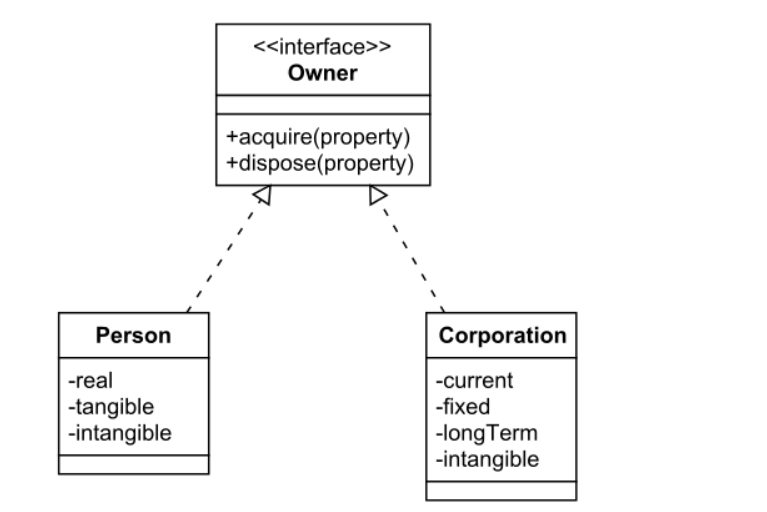 <<interface>>
Owner
+acquire(property)
+dispose(property)
Person
-real
-tangible
-intangible
Corporation
-current
-fixed
-longTerm
-intangible